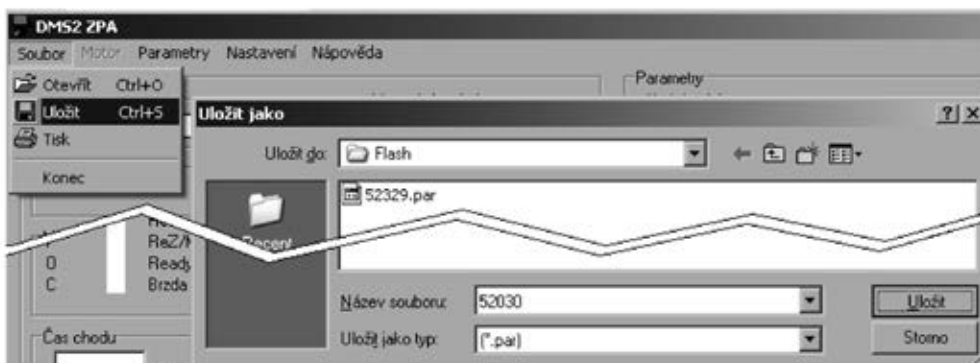 DMS2 ZPA
Soubor Motor Parametry Nastavení Nápověda
Otevřít Ctrl+O
Uložit Ctrl+S
Tisk
Konec
Parametry
Uložit jako
Uložit do:
Flash
52329.par
Recent
ReZ/
O Ready
C Brzda
Název souboru:
52030
Uložit
Uložit jako typ:
(*.par)
Storno
Čas chodu